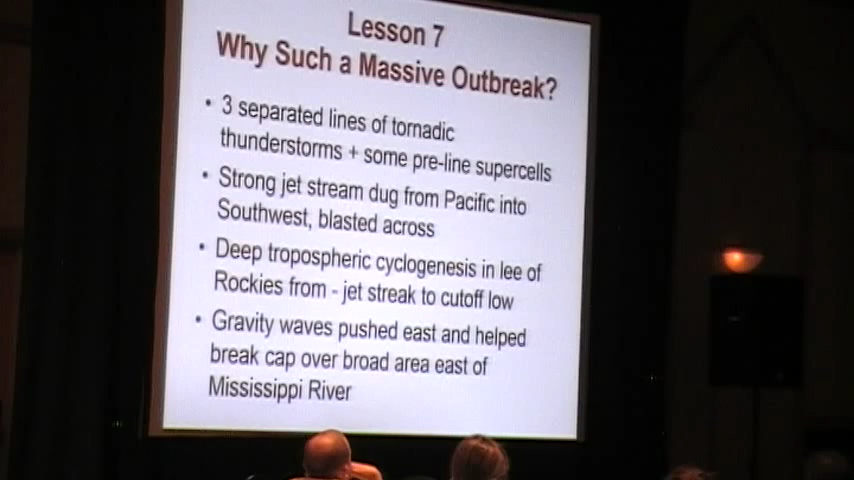 Lesson 7
Why Such a Massive Outbreak?
• 3 separated lines of tornadic
thunderstorms + some pre-line supercells
• Strong jet stream dug from Pacific into
Southwest, blasted across
• Deep tropospheric cyclogenesis in lee of
Rockies from - jet streak to cutoff low
• Gravity waves pushed east and helped
break cap over broad area east of
Mississippi River